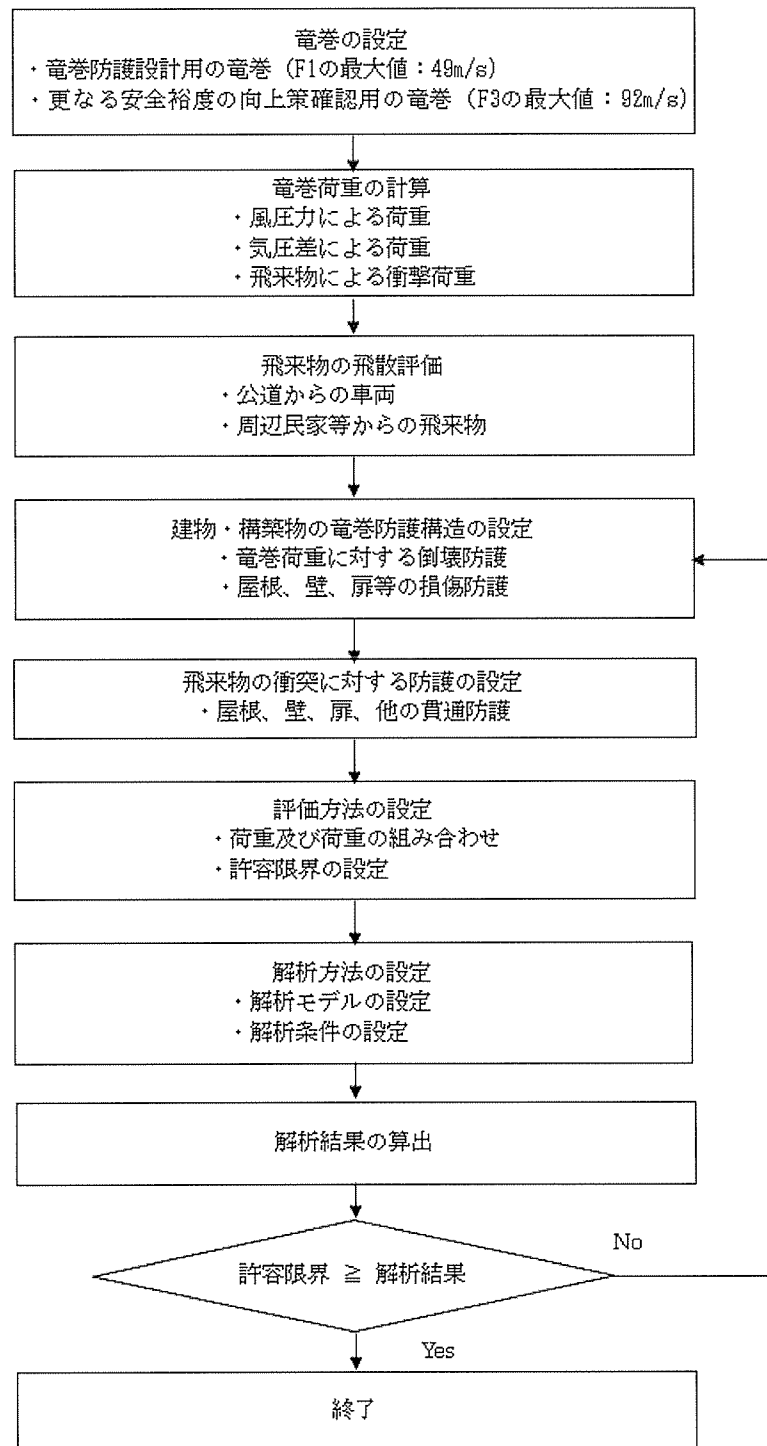 竜巻の設定
・竜巻防護設計用の竜巻 (F1の最大値：49m/s)
・更なる安全裕度の向上策確認用の竜巻 (F3の最大値：92m/s)
竜巻荷重の計算
・風圧力による荷重
・気圧差による荷重
・飛来物による衝撃荷重
飛来物の飛散評価
・公道からの車両
・周辺民家等からの飛来物
建物・構築物の竜巻防護構造の設定
・竜巻荷重に対する倒壊防護
・屋根、壁、扉等の損傷防護
飛来物の衝突に対する防護の設定
・屋根、壁、扉、他の貫通防護
評価方法の設定
・荷重及び荷重の組み合わせ
・許容限界の設定
解析方法の設定
・解析モデルの設定
・解析条件の設定
解析結果の算出
許容限界 ≧ 解析結果
No
Yes
終了